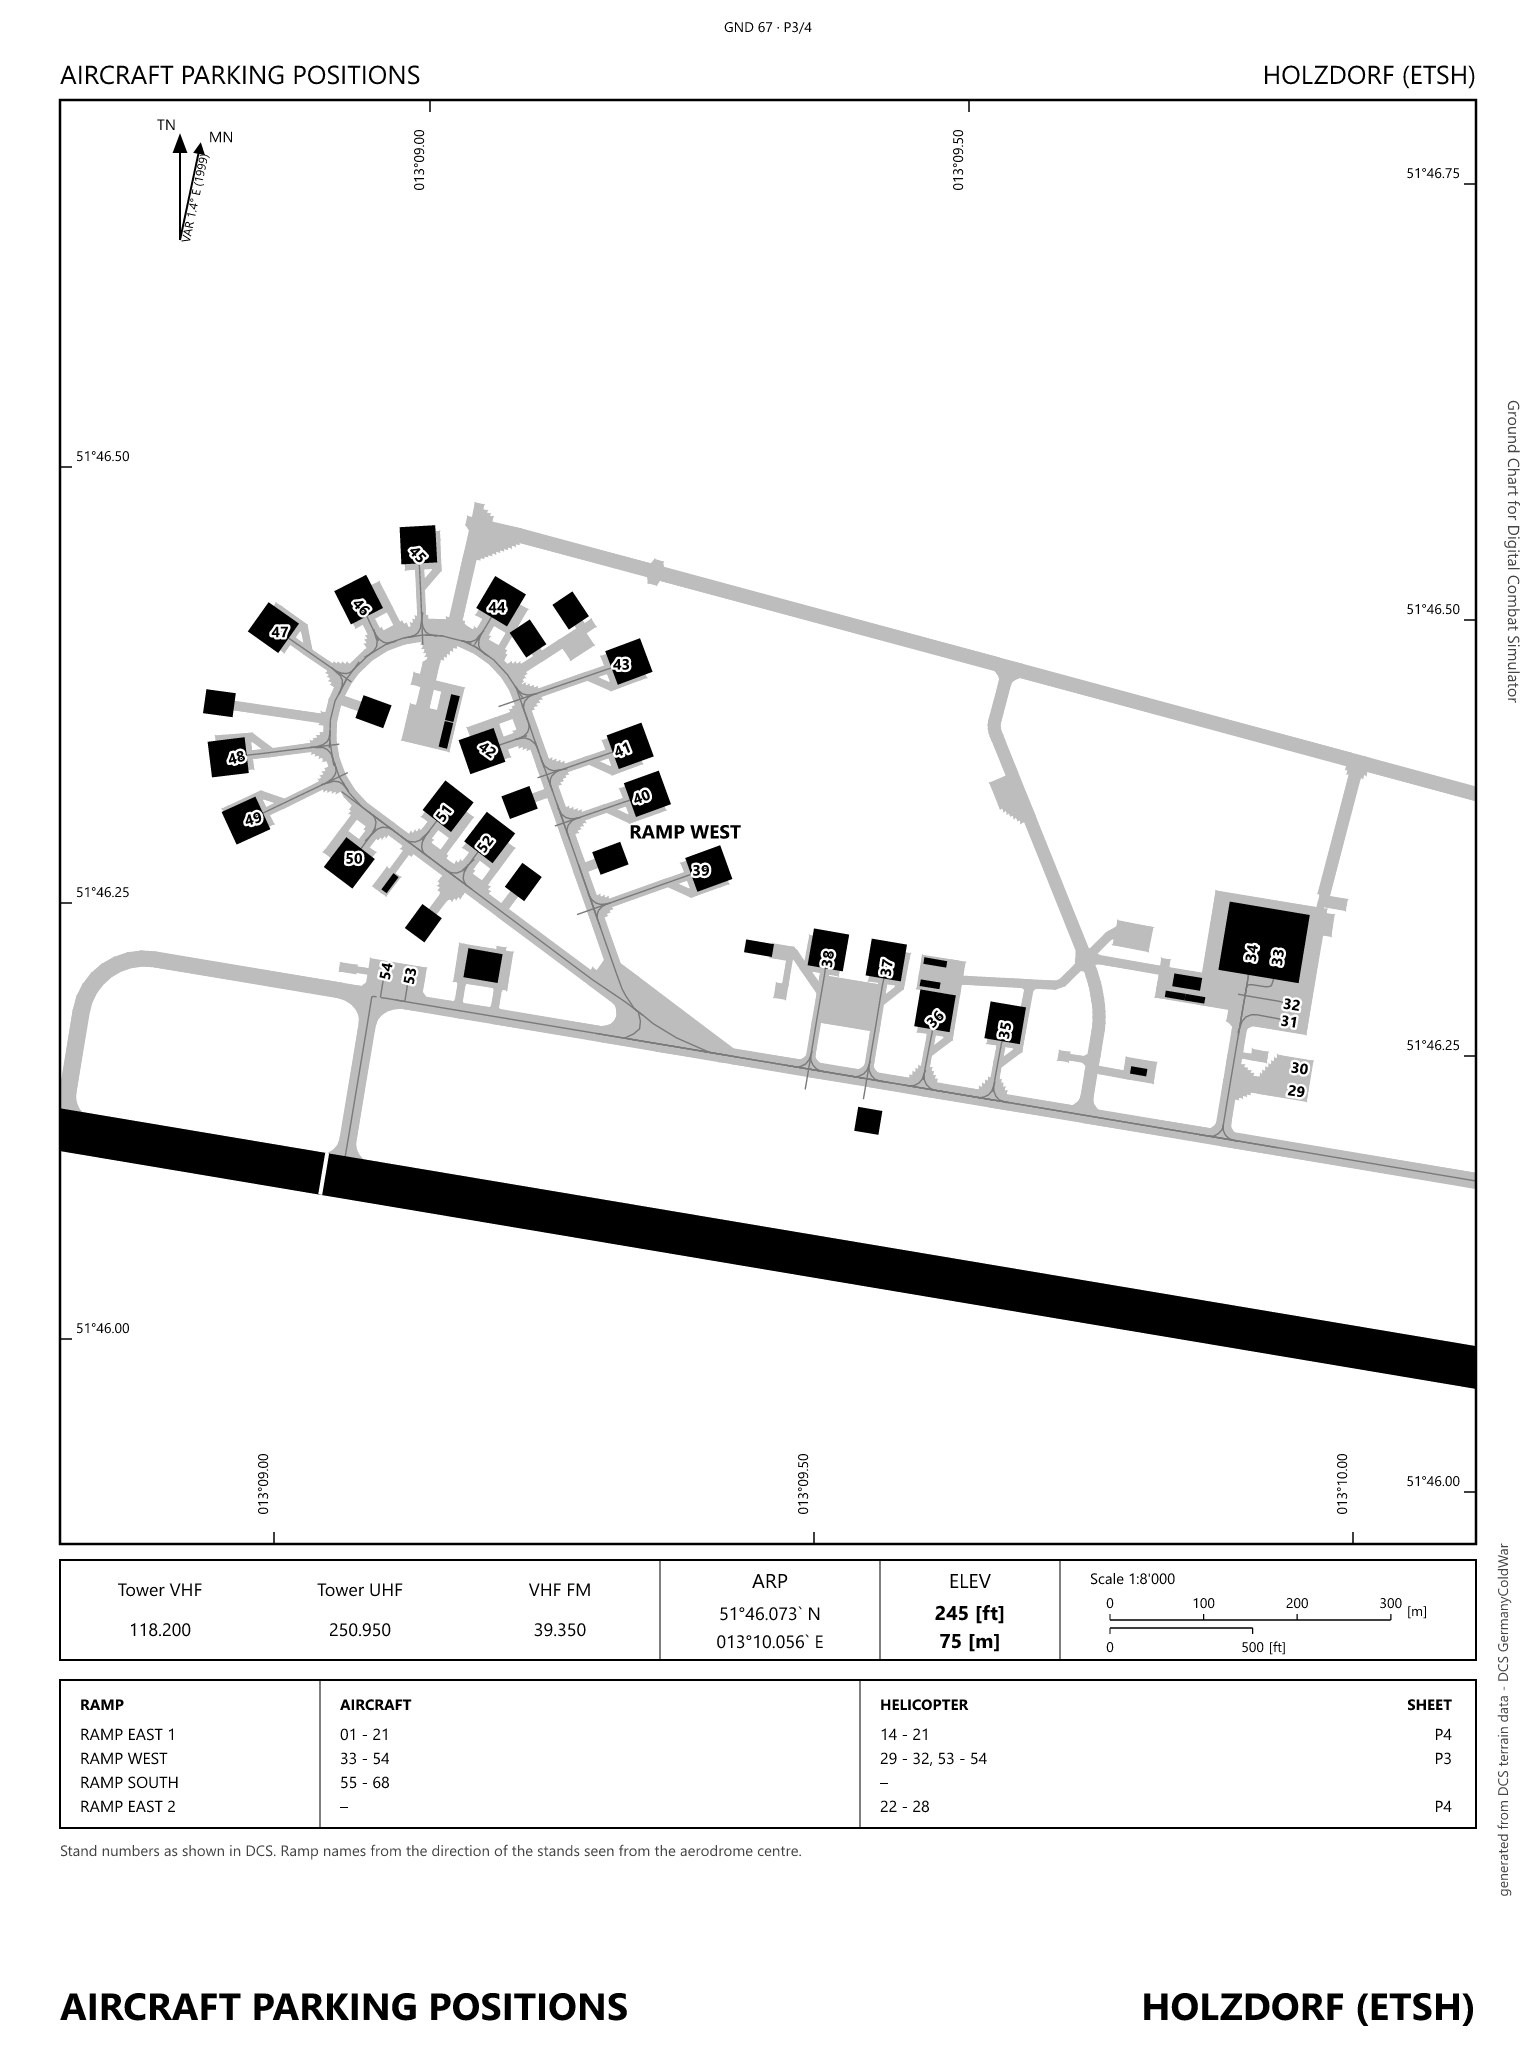 GND 67 · P3/4
AIRCRAFT PARKING POSITIONS
HOLZDORF (ETSH)
TN
MN
VAR 1.4° E (1999)
013°09.00
013°09.50
51°46.75
51°46.50
51°46.50
51°46.25
51°46.25
51°46.00
51°46.00
013°09.00
013°09.50
013°10.00
45
46
44
47
43
42
41
48
40
51
49
52
50
RAMP WEST
39
54
53
38
37
36
35
34
33
32
31
30
29
Ground Chart for Digital Combat Simulator
Tower VHF
118.200
Tower UHF
250.950
VHF FM
39.350
ARP
51°46.073` N
013°10.056` E
ELEV
245 [ft]
75 [m]
Scale 1:8'000
0 100 200 300 [m]
0 500 [ft]
RAMP AIRCRAFT HELICOPTER SHEET
RAMP EAST 1 01 - 21 14 - 21 P4
RAMP WEST 33 - 54 29 - 32, 53 - 54 P3
RAMP SOUTH 55 - 68 –
RAMP EAST 2 – 22 - 28 P4
Stand numbers as shown in DCS. Ramp names from the direction of the stands seen from the aerodrome centre.
generated from DCS terrain data - DCS GermanyColdWar
AIRCRAFT PARKING POSITIONS
HOLZDORF (ETSH)